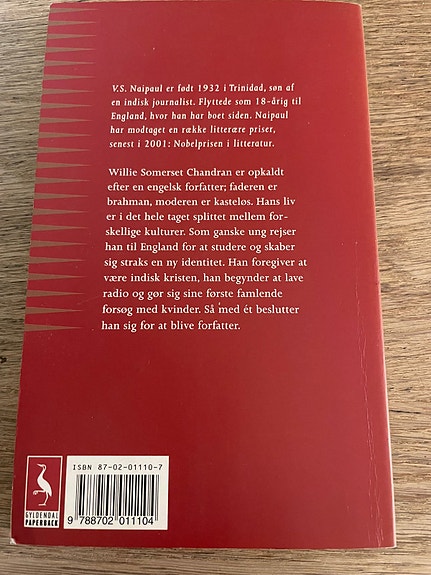 V.S. Naipaul er født 1932 i Trinidad, søn af
en indisk journalist. Flyttede som 18-årig til
England, hvor han har boet siden. Naipaul
har modtaget en række litterære priser,
senest i 2001: Nobelprisen i litteratur.
Willie Somerset Chandran er opkaldt
efter en engelsk forfatter; faderen er
brahman, moderen er kasteløs. Hans liv
er i det hele taget splittet mellem for-
skellige kulturer. Som ganske ung rejser
han til England for at studere og skaber
sig straks en ny identitet. Han foregiver at
være indisk kristen, han begynder at lave
radio og gør sig sine første famlende
forsøg med kvinder. Så med ét beslutter
han sig for at blive forfatter.
ISBN 87-02-01110-7
9 788702 011104
GYLDENDAL
PAPERBACK